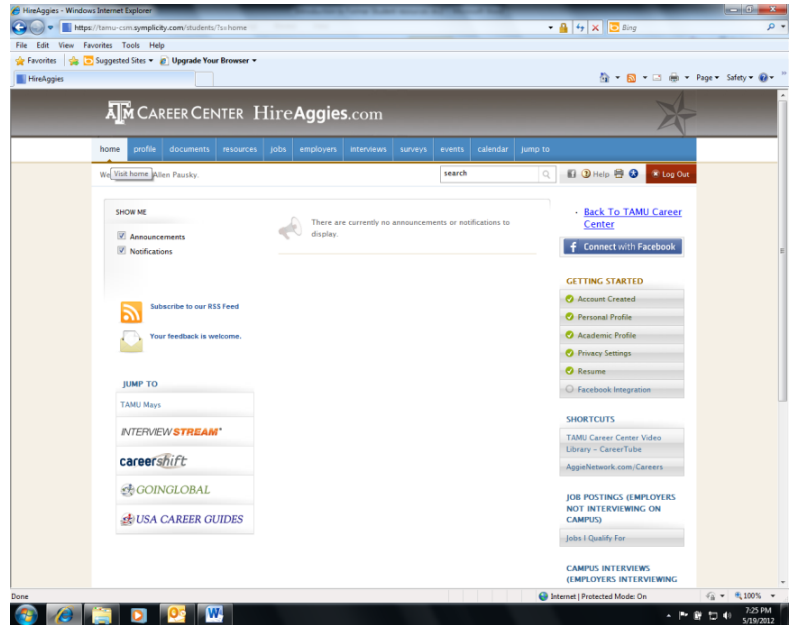 HireAggies - Windows Internet Explorer
https://tamu-csm.symplicity.com/students/?s=home
Bing
File Edit View Favorites Tools Help
Favorites Suggested Sites Upgrade Your Browser
HireAggies
Page Safety
ATM CAREER CENTER HireAggies.com
home profile documents resources jobs employers interviews surveys events calendar jump to
We Visit home Allen Pausky.
search
Help
Log Out
SHOW ME
Announcements
Notifications
There are currently no announcements or notifications to
display.
Subscribe to our RSS Feed
Your feedback is welcome.
JUMP TO
TAMU Mays
INTERVIEW STREAM
careershift
GOINGLOBAL
USA CAREER GUIDES
Back To TAMU Career
Center
Connect with Facebook
GETTING STARTED
Account Created
Personal Profile
Academic Profile
Privacy Settings
Resume
Facebook Integration
SHORTCUTS
TAMU Career Center Video
Library - CareerTube
AggieNetwork.com/Careers
JOB POSTINGS (EMPLOYERS
NOT INTERVIEWING ON
CAMPUS)
Jobs I Qualify For
CAMPUS INTERVIEWS
(EMPLOYERS INTERVIEWING
Done
Internet | Protected Mode: On
100%
7:25 PM
5/19/2012